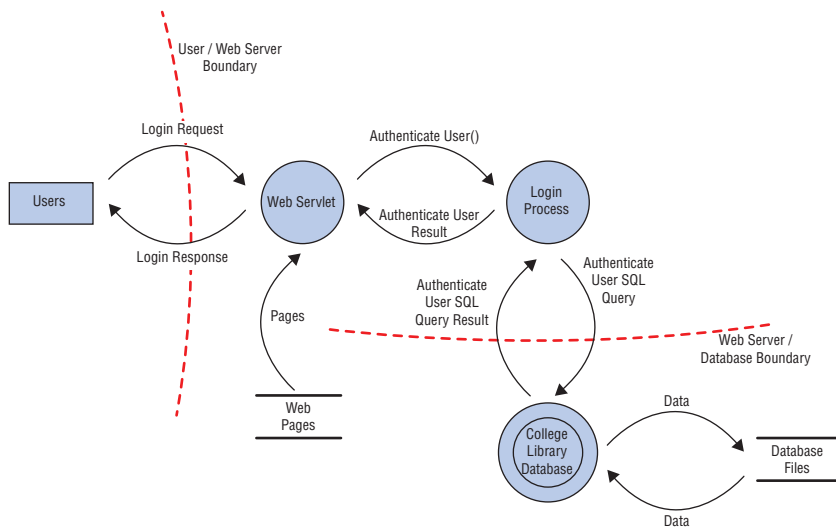 User / Web Server
Boundary
Login Request
Authenticate User()
Users
Web Servlet
Login
Process
Authenticate User
Result
Login Response
Authenticate
User SQL
Query Result
Authenticate
User SQL
Query
Pages
Web Server /
Database Boundary
Web
Pages
Data
College
Library
Database
Database
Files
Data